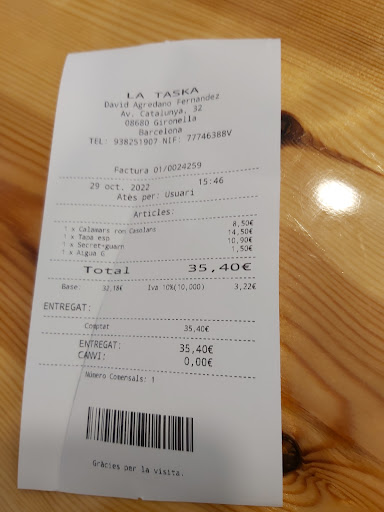 LA TASKA
David Agredano Fernandez
Av. Catalunya, 32
08680 Gironella
Barcelona
TEL: 938251907 NIF: 77746388V
Factura 01/0024259
29 oct. 2022 15:46
Atès per: Usuari
Articles:
1 x Calamars ron Casolans 8,50€
1 x Tapa esp 14,50€
1 x Secret+guarn 10,90€
1 x Aigua G 1,50€
Total 35,40€
Base: 32,18€ Iva 10%(10,000) 3,22€
ENTREGAT:
Comptat 35,40€
ENTREGAT: 35,40€
CANVI: 0,00€
Número Comensals: 1
Gràcies per la visita.